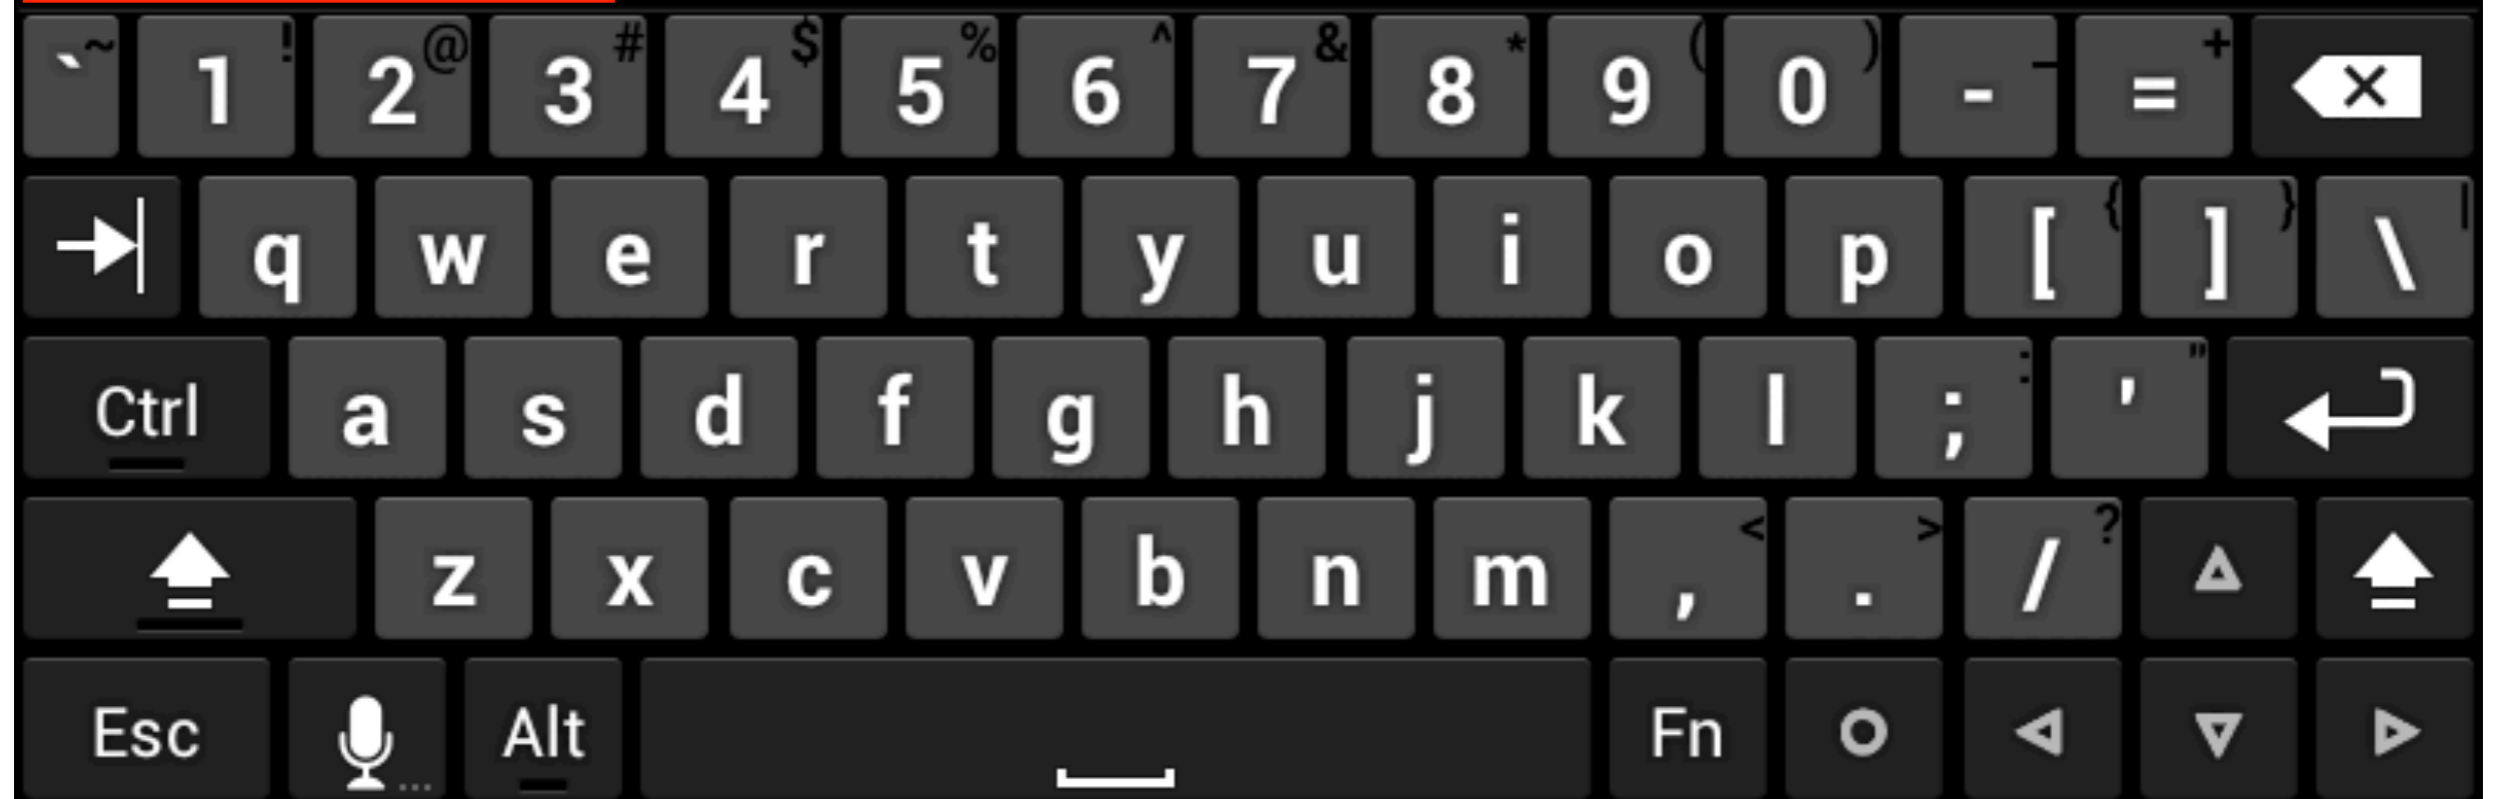 ` ~ 1 ! 2 @ 3 # 4 $ 5 % 6 ^ 7 & 8 * 9 ( 0 ) - _ = +
q w e r t y u i o p [ { ] } \ |
Ctrl a s d f g h j k l ; : ' "
z x c v b n m , < . > / ?
Esc ... Alt Fn